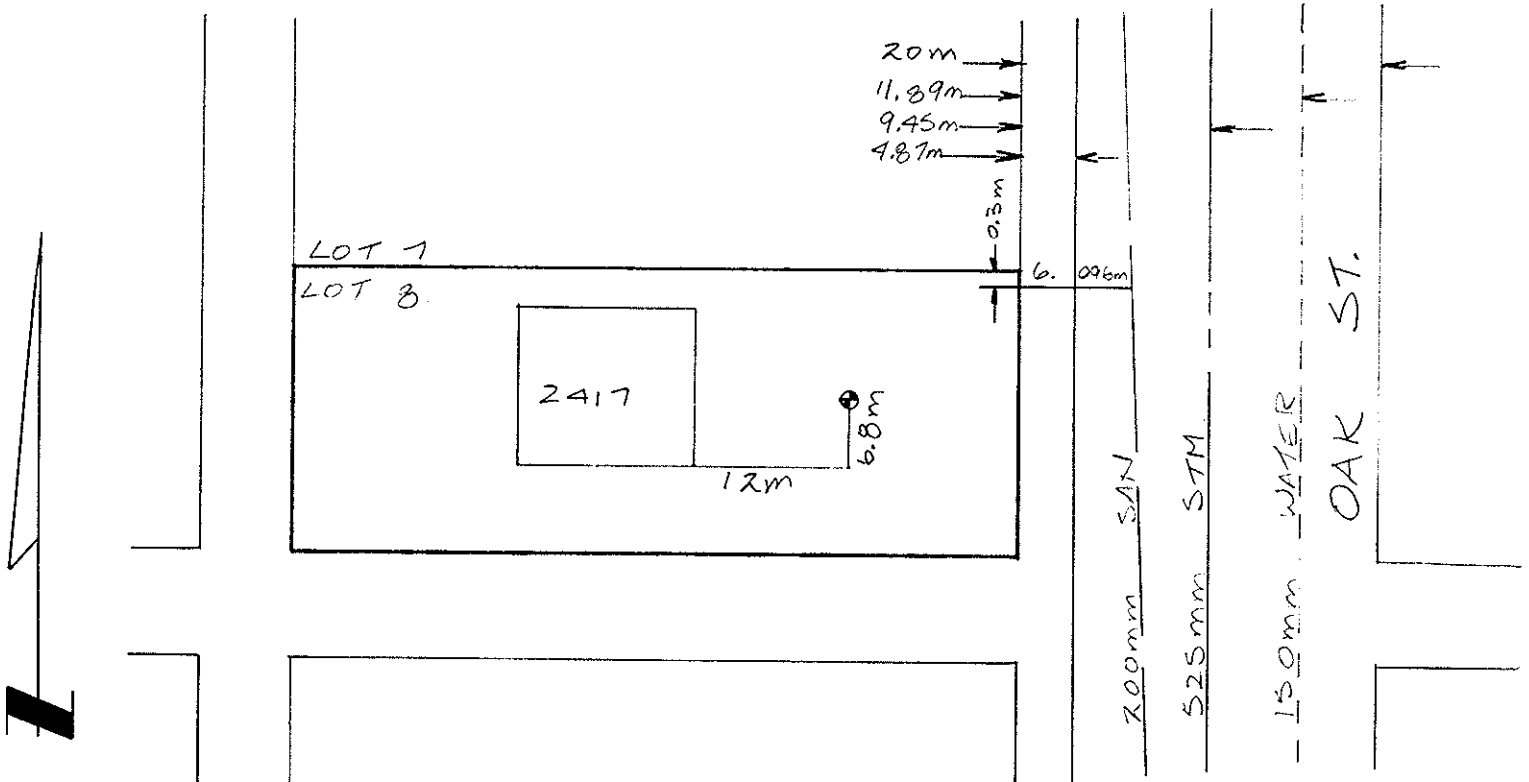 20m
11.89m
9.45m
4.87m
0.3m
LOT 7
LOT 8
6.096m
2417
6.8m
12m
200mm SAN
525mm STM
150mm WATER
OAK ST.
N